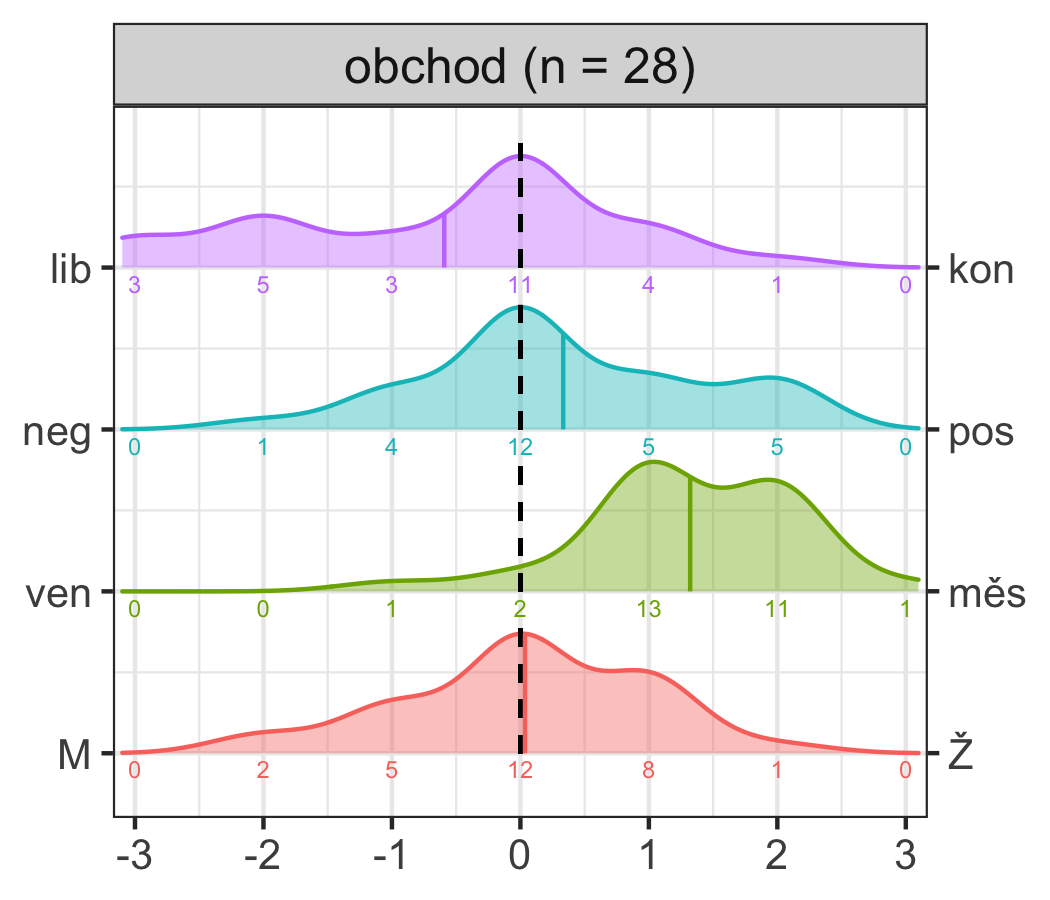 obchod (n = 28)
lib kon
3 5 3 11 4 1 0
neg pos
0 1 4 12 5 5 0
ven měs
0 0 1 2 13 11 1
M Ž
0 2 5 12 8 1 0
-3 -2 -1 0 1 2 3